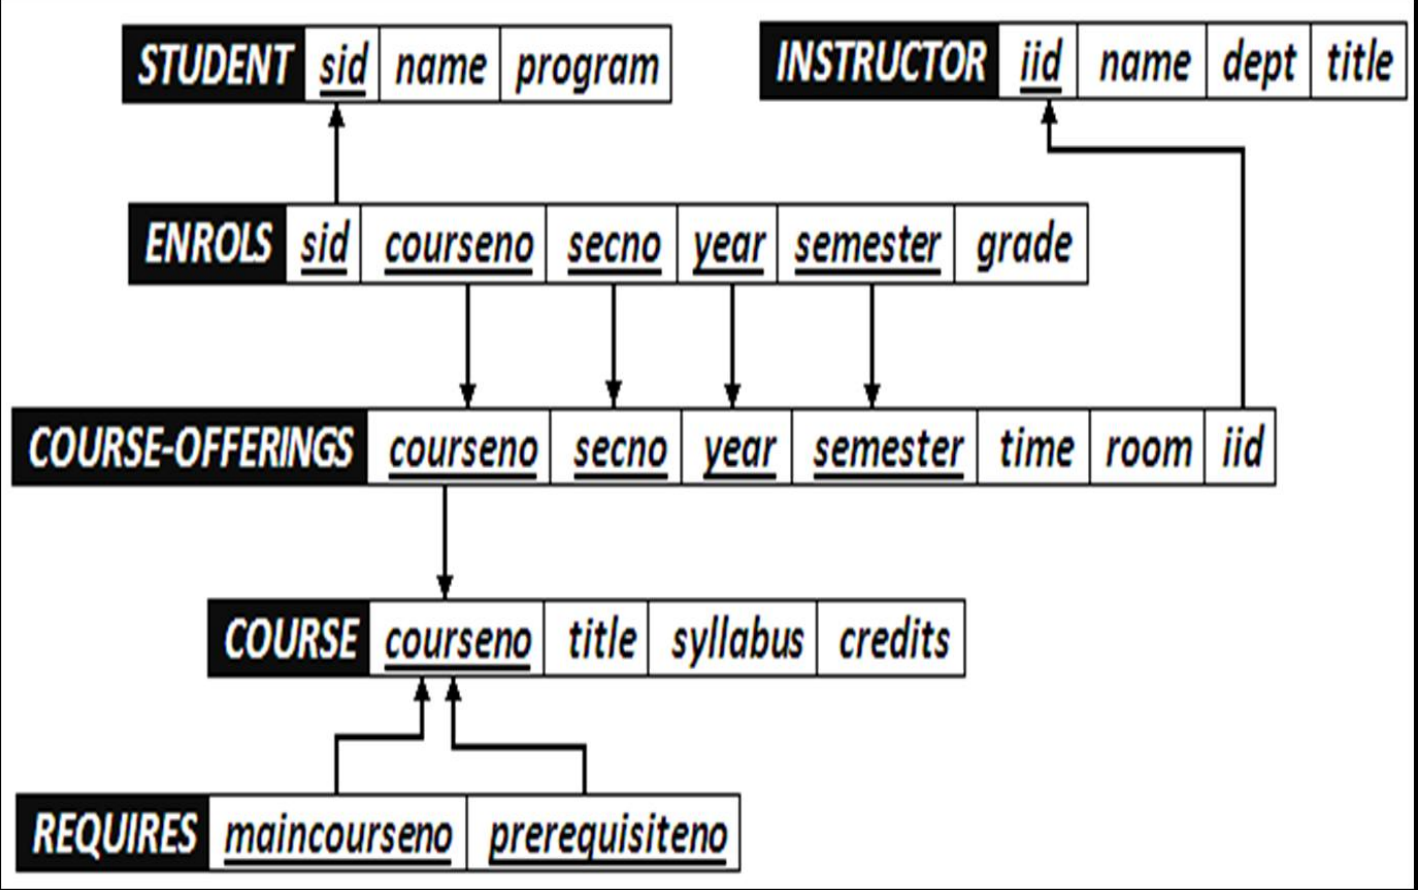 STUDENT sid name program
INSTRUCTOR iid name dept title
ENROLS sid courseno secno year semester grade
COURSE-OFFERINGS courseno secno year semester time room iid
COURSE courseno title syllabus credits
REQUIRES maincourseno prerequisiteno